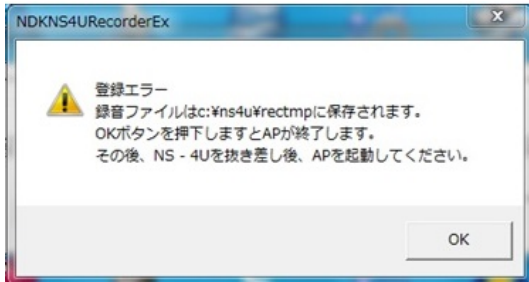 NDKNS4URecorderEx
登録エラー
録音ファイルはc:¥ns4u¥rectmpに保存されます。
OKボタンを押下しますとAPが終了します。
その後、NS - 4Uを抜き差し後、APを起動してください。
OK